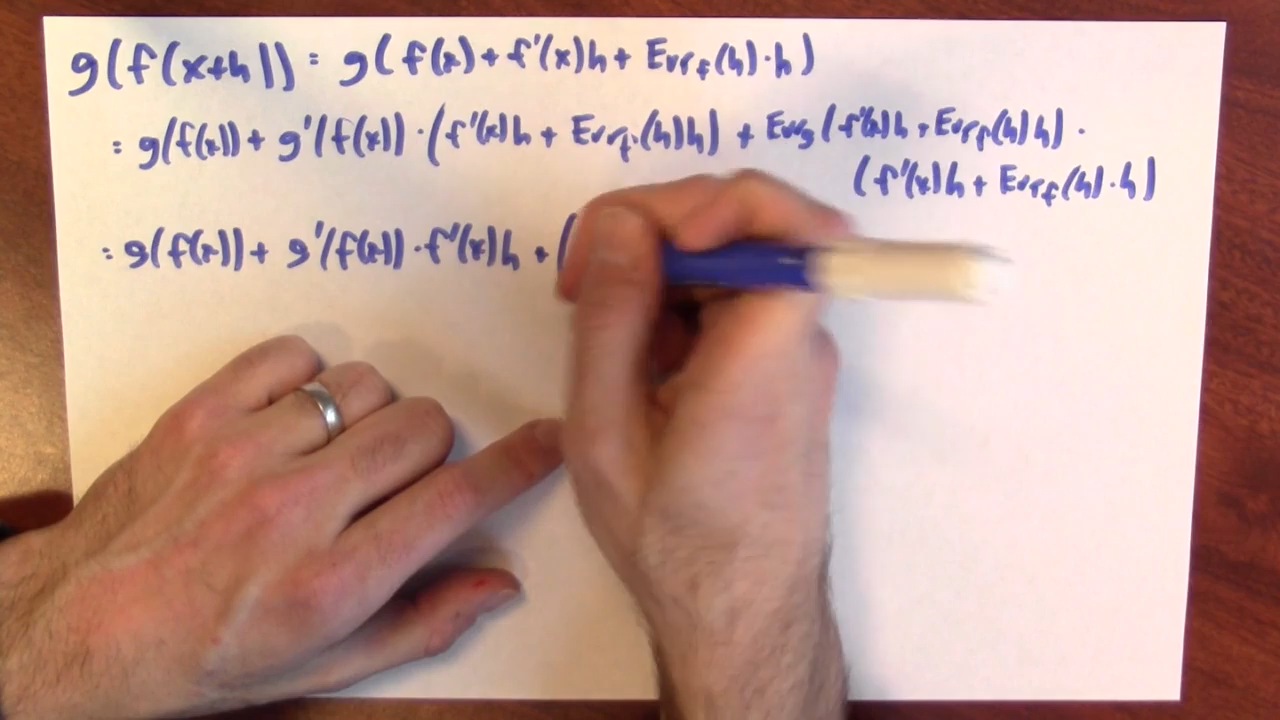 g(f(x+h)) = g(f(x) + f'(x)h + Err_f(h)·h)
= g(f(x)) + g'(f(x)) · (f'(x)h + Err_f(h)h) + Err_g(f'(x)h + Err_f(h)h) ·
(f'(x)h + Err_f(h)·h)
= g(f(x)) + g'(f(x)) · f'(x)h + (